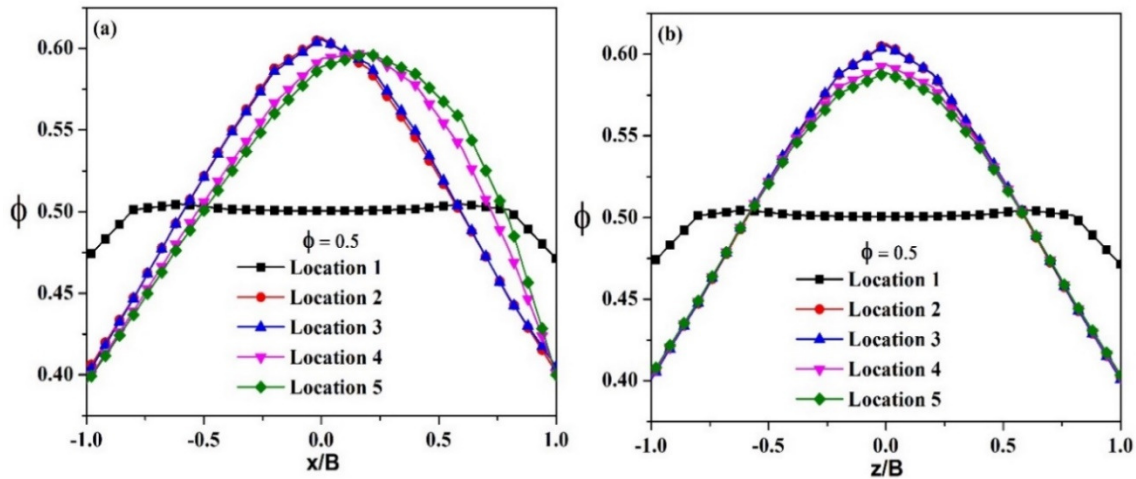 (a)
0.60
0.55
0.50
0.45
0.40
ϕ
ϕ = 0.5
Location 1
Location 2
Location 3
Location 4
Location 5
-1.0 -0.5 0.0 0.5 1.0
x/B
(b)
0.60
0.55
0.50
0.45
0.40
ϕ
ϕ = 0.5
Location 1
Location 2
Location 3
Location 4
Location 5
-1.0 -0.5 0.0 0.5 1.0
z/B